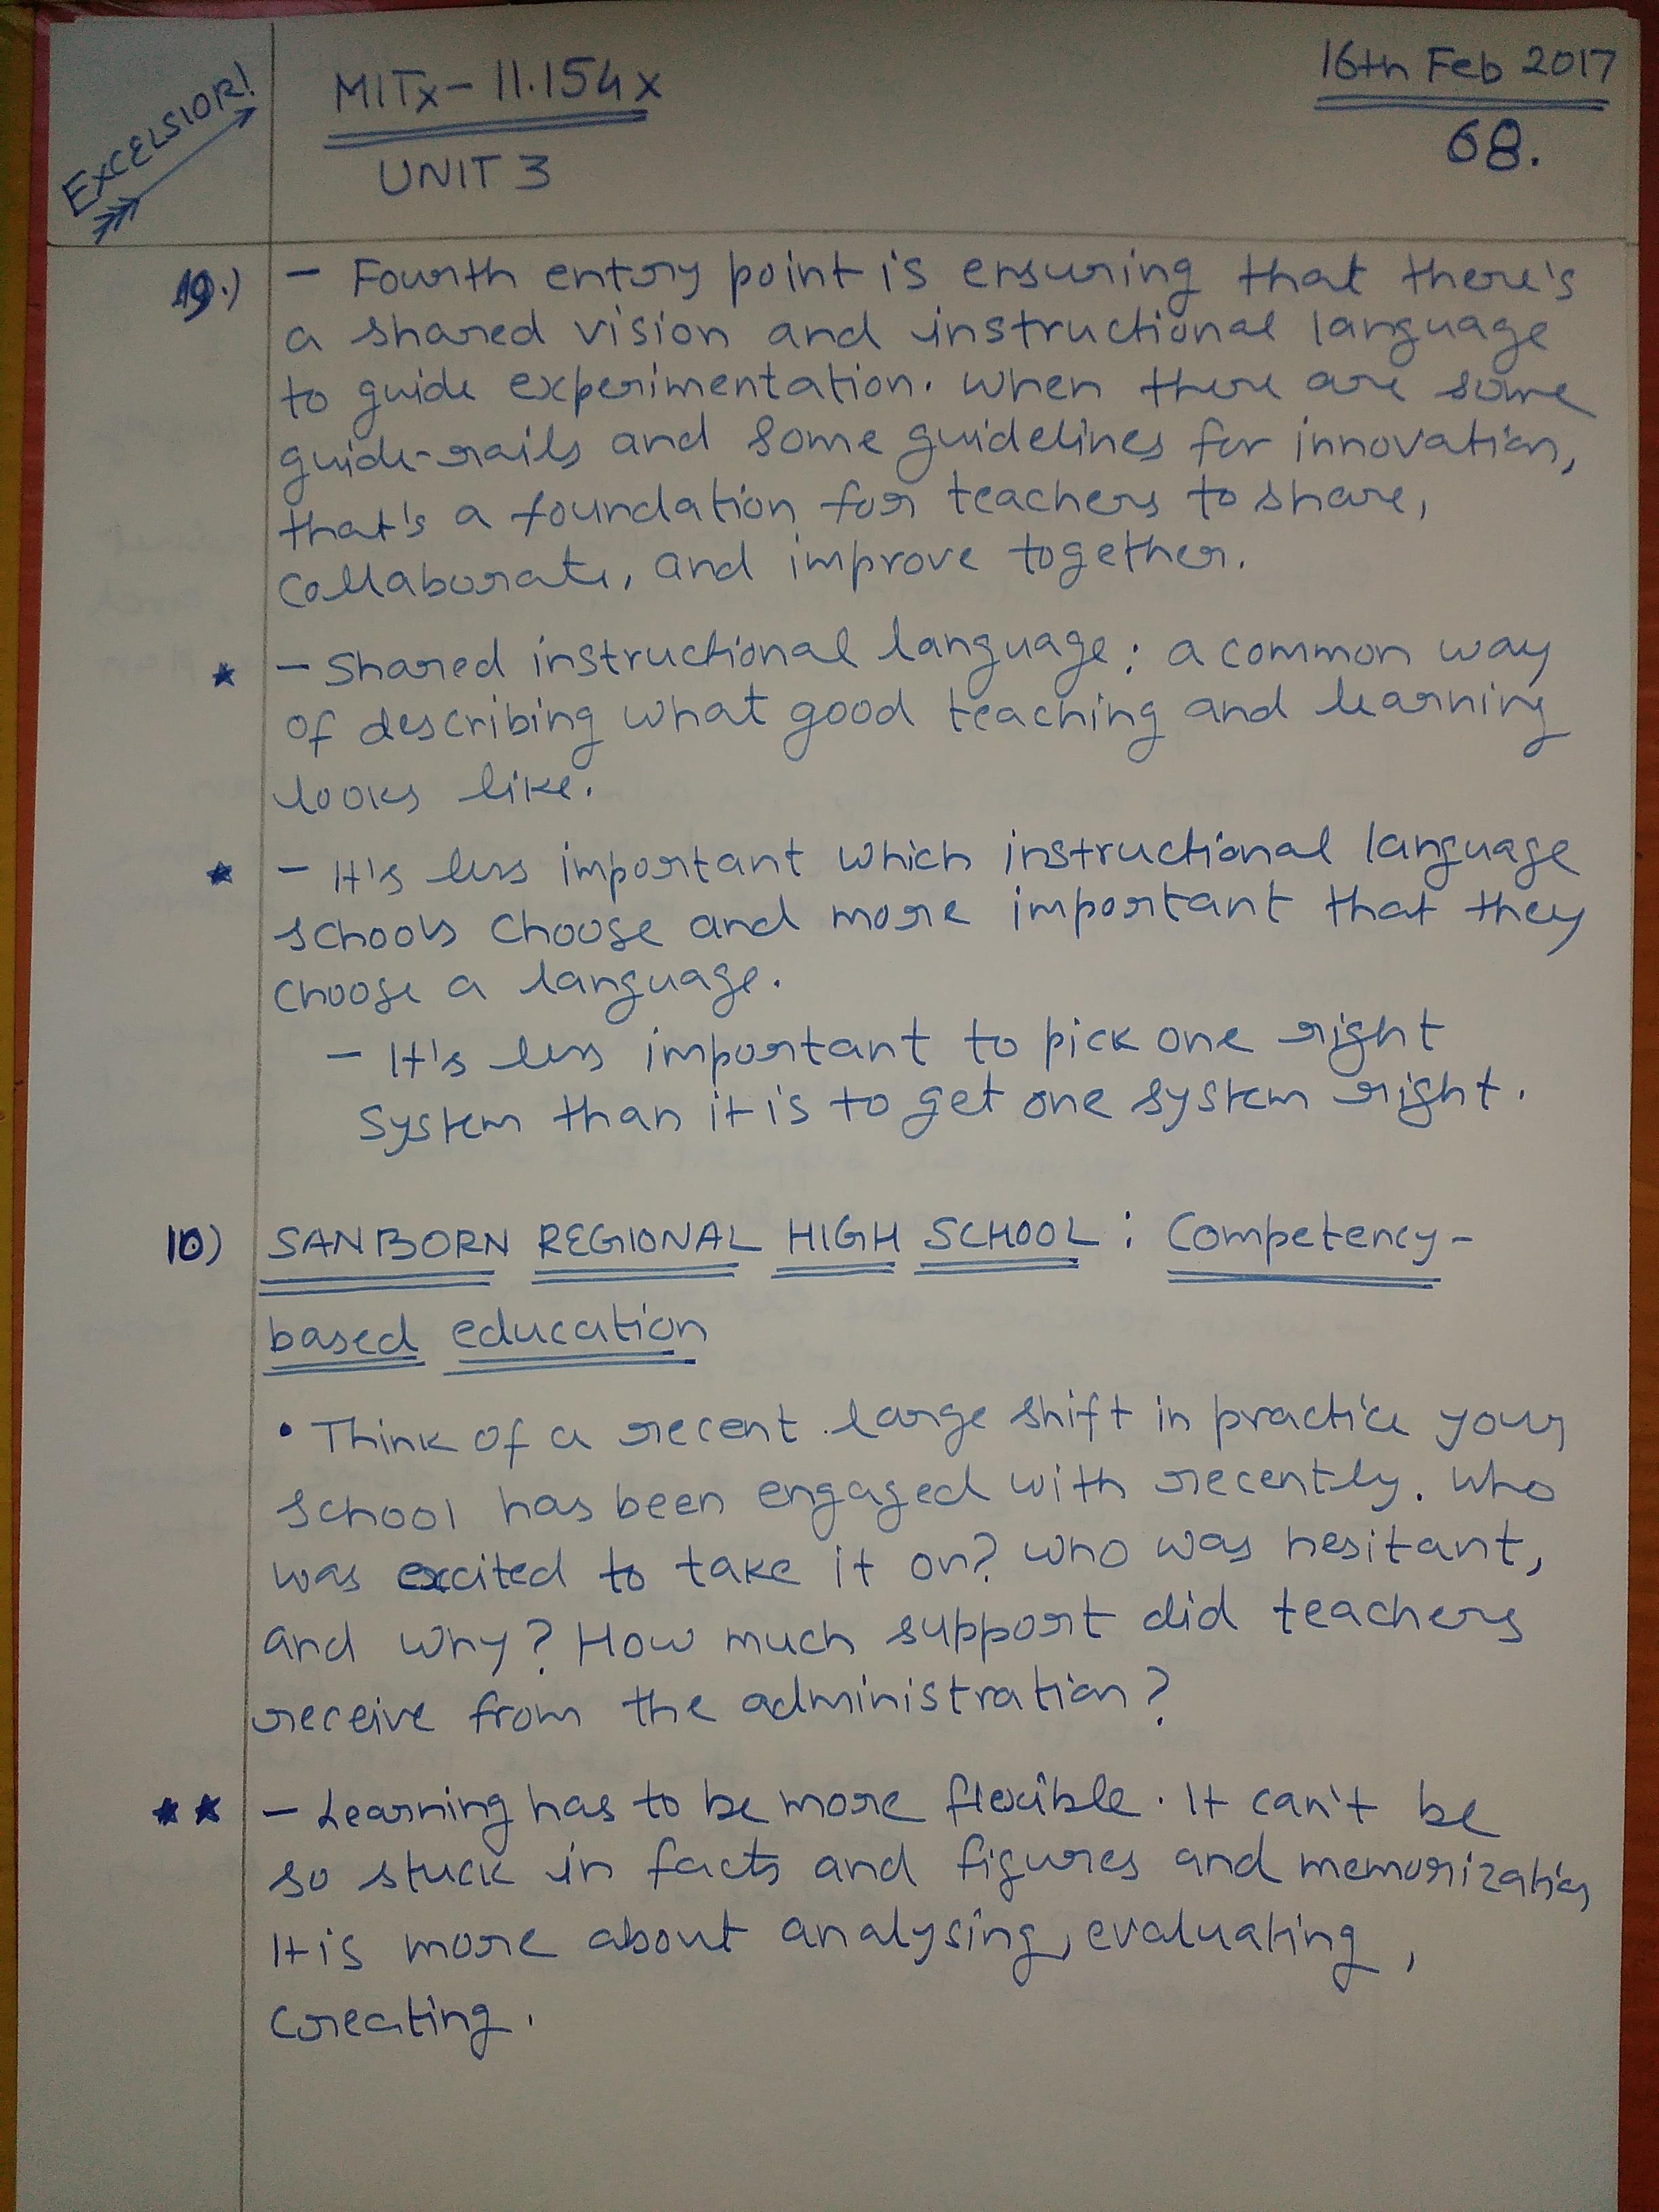 EXCELSIOR!
MITx - 11.154x
UNIT 3
16th Feb 2017
68.
19.) - Fourth entry point is ensuring that there's
a shared vision and instructional language
to guide experimentation. When there are some
guide-rails and some guidelines for innovation,
that's a foundation for teachers to share,
collaborate, and improve together.
★ - Shared instructional language: a common way
of describing what good teaching and learning
looks like.
★ - It's less important which instructional language
schools choose and more important that they
choose a language.
- It's less important to pick one right
system than it is to get one system right.
10) SANBORN REGIONAL HIGH SCHOOL : Competency-
based education
• Think of a recent large shift in practice your
school has been engaged with recently. Who
was excited to take it on? Who was hesitant,
and why? How much support did teachers
receive from the administration?
★★ - Learning has to be more flexible. It can't be
so stuck in facts and figures and memorization
It is more about analysing, evaluating,
creating.